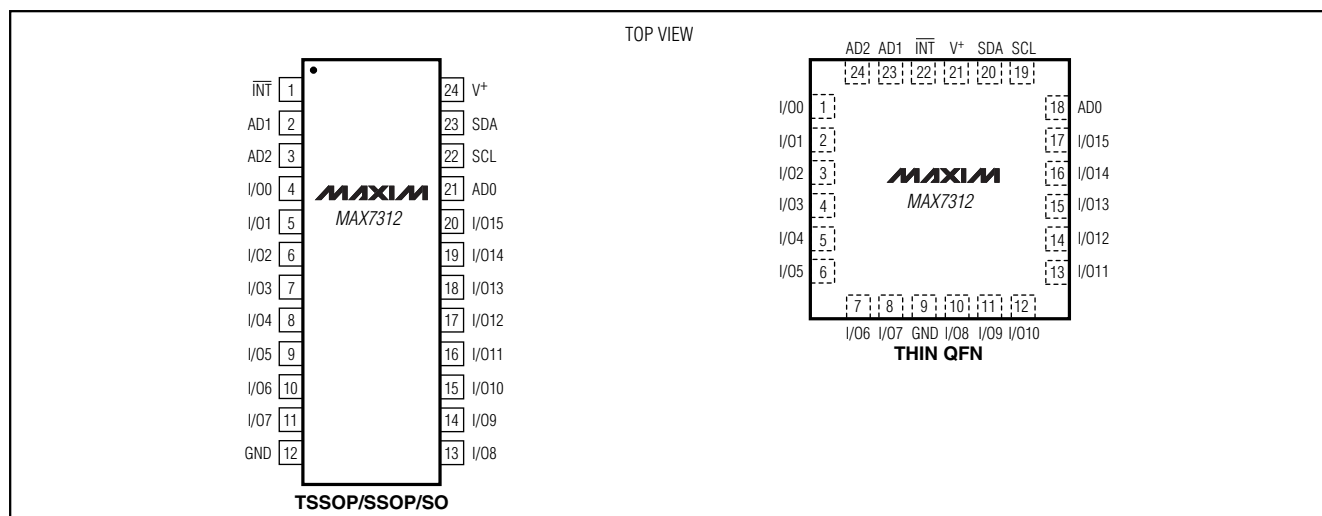 TOP VIEW
INT 1 24 V+
AD1 2 23 SDA
AD2 3 22 SCL
I/O0 4 21 AD0
I/O1 5 20 I/O15
I/O2 6 19 I/O14
I/O3 7 18 I/O13
I/O4 8 17 I/O12
I/O5 9 16 I/O11
I/O6 10 15 I/O10
I/O7 11 14 I/O9
GND 12 13 I/O8
MAXIM
MAX7312
TSSOP/SSOP/SO
AD2 AD1 INT V+ SDA SCL
24 23 22 21 20 19
I/O0 1 18 AD0
I/O1 2 17 I/O15
I/O2 3 16 I/O14
I/O3 4 15 I/O13
I/O4 5 14 I/O12
I/O5 6 13 I/O11
MAXIM
MAX7312
7 8 9 10 11 12
I/O6 I/O7 GND I/O8 I/O9 I/O10
THIN QFN